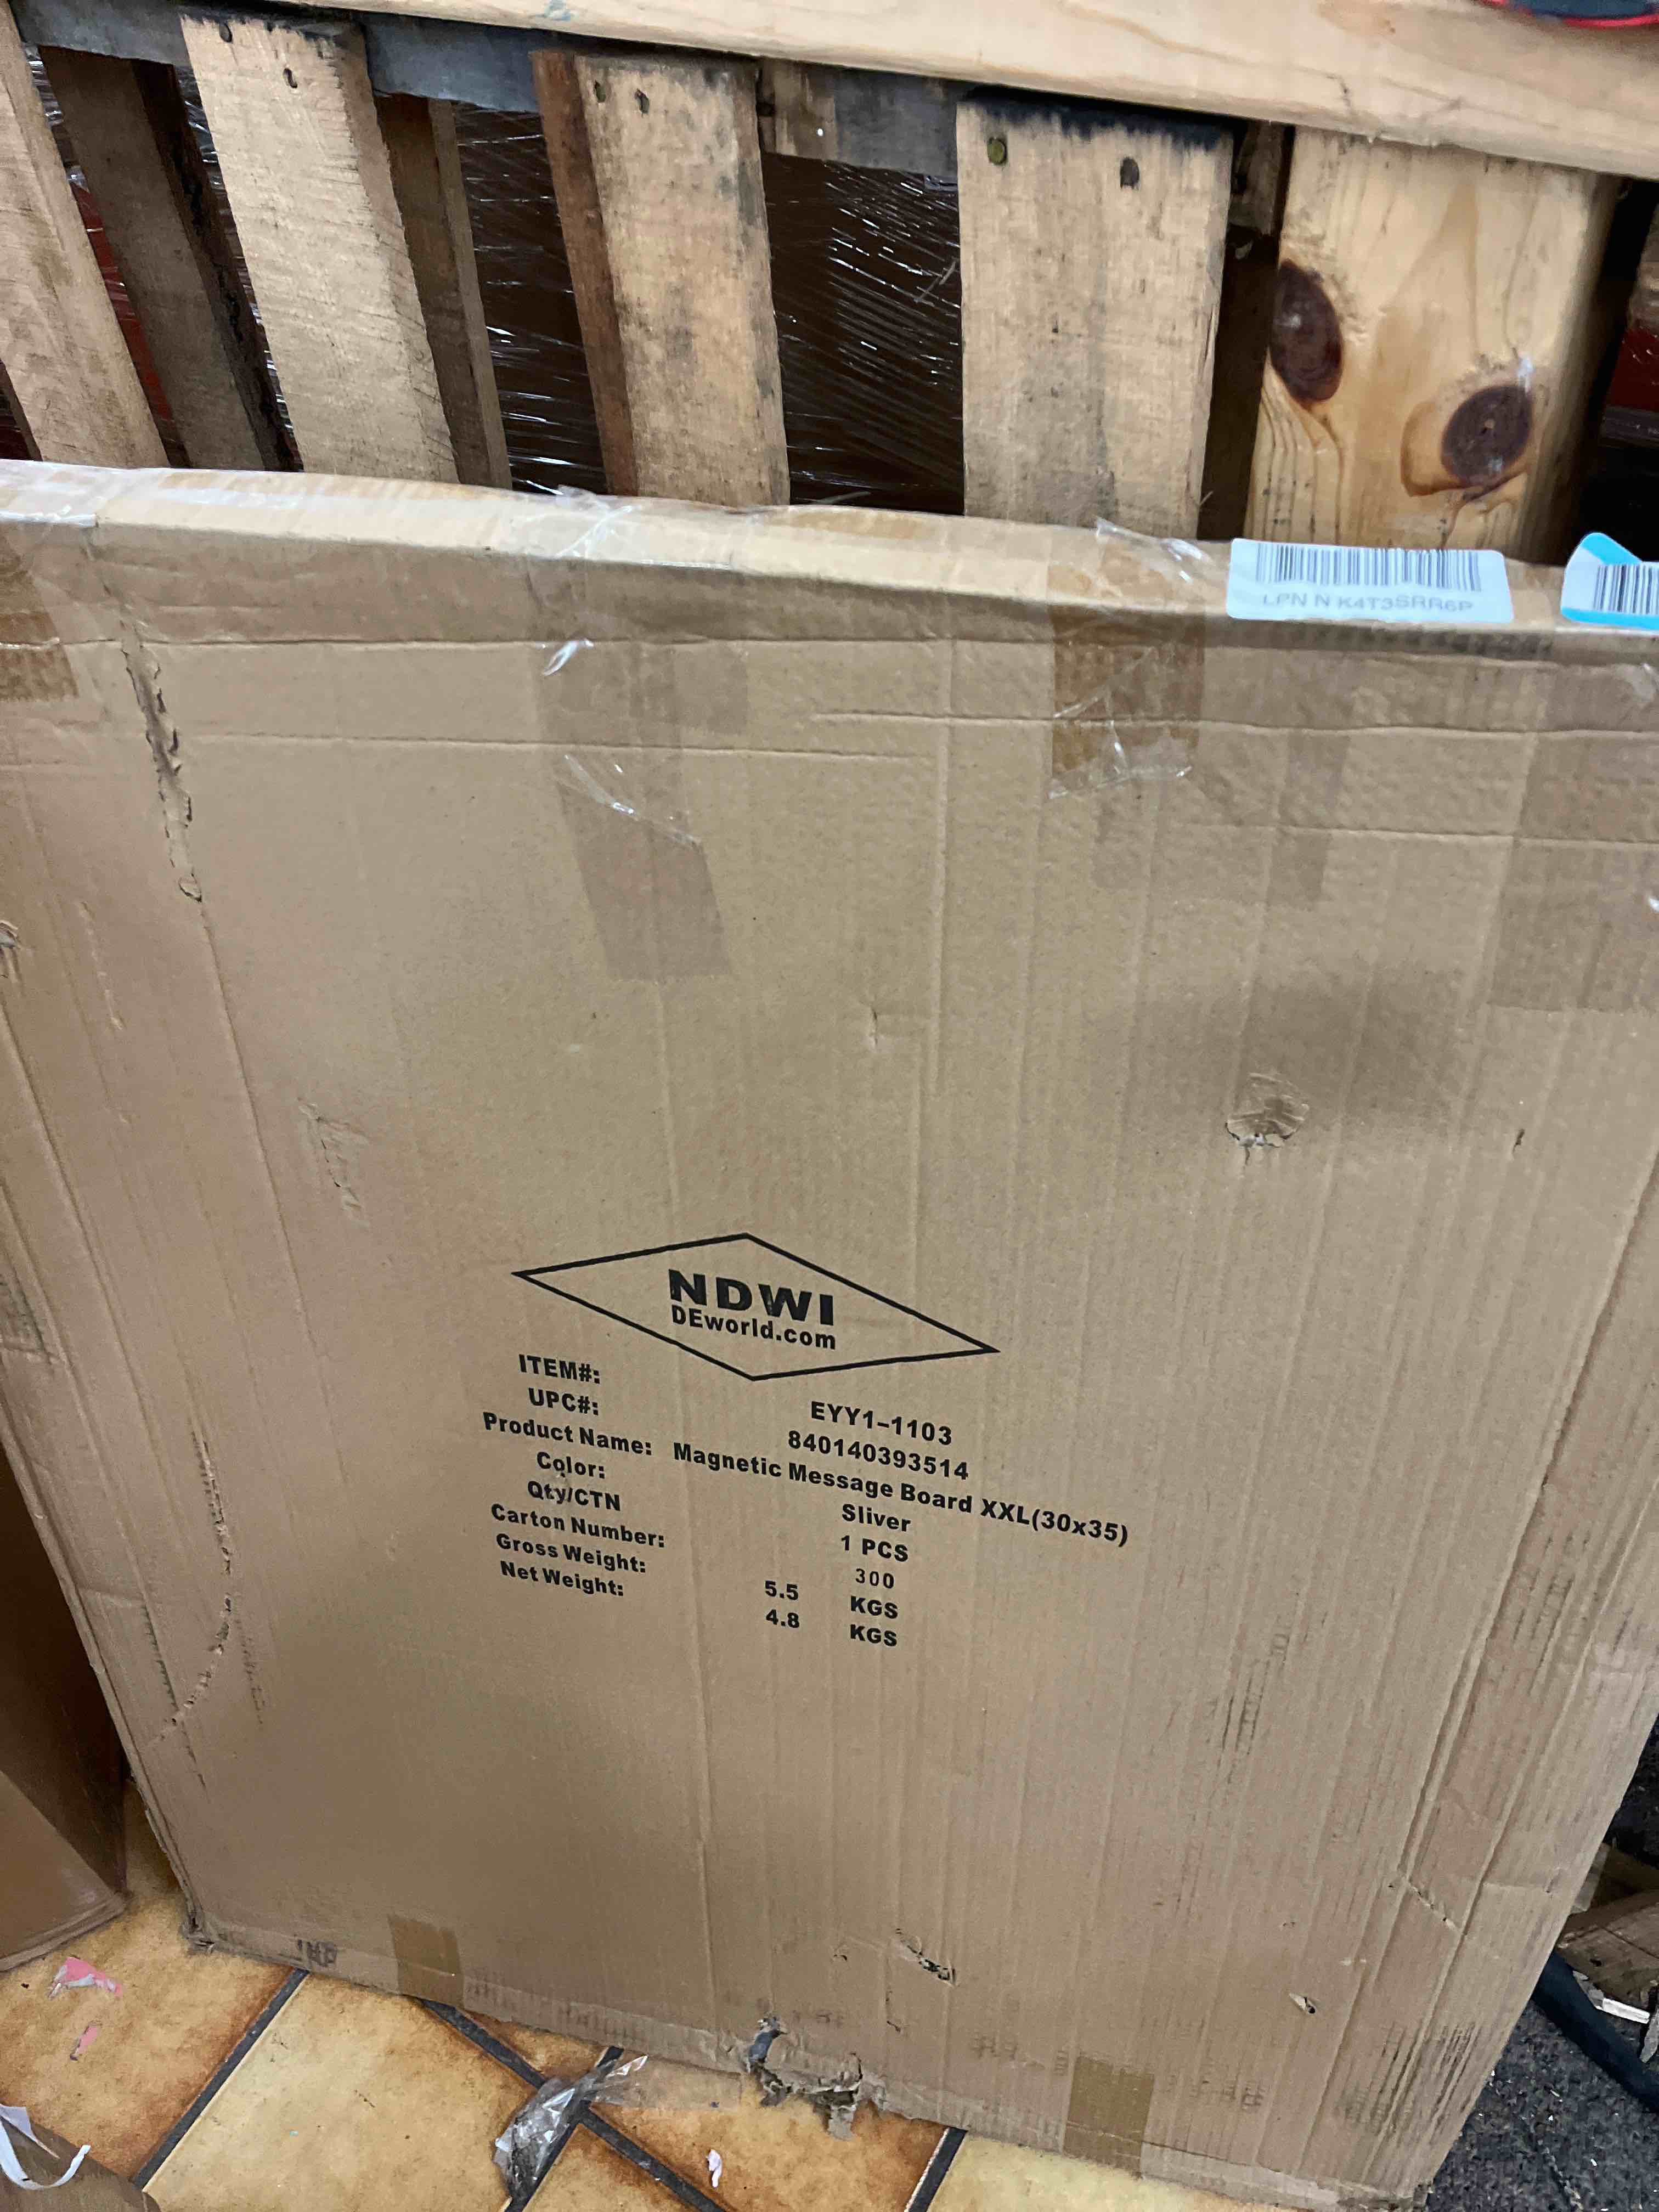 LPN N K4T3SRR6P
NDWI
DEworld.com
ITEM#: EYY1-1103
UPC#: 840140393514
Product Name: Magnetic Message Board XXL(30x35)
Color: Sliver
Qty/CTN 1 PCS
Carton Number: 300
Gross Weight: 5.5 KGS
Net Weight: 4.8 KGS